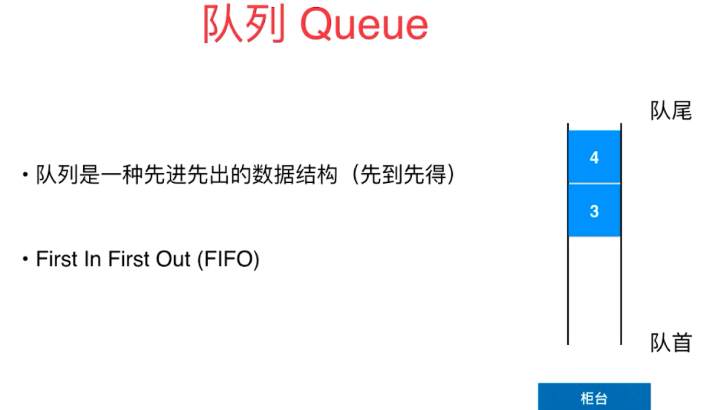 队列 Queue
队尾
4
• 队列是一种先进先出的数据结构（先到先得）
3
• First In First Out (FIFO)
队首
柜台